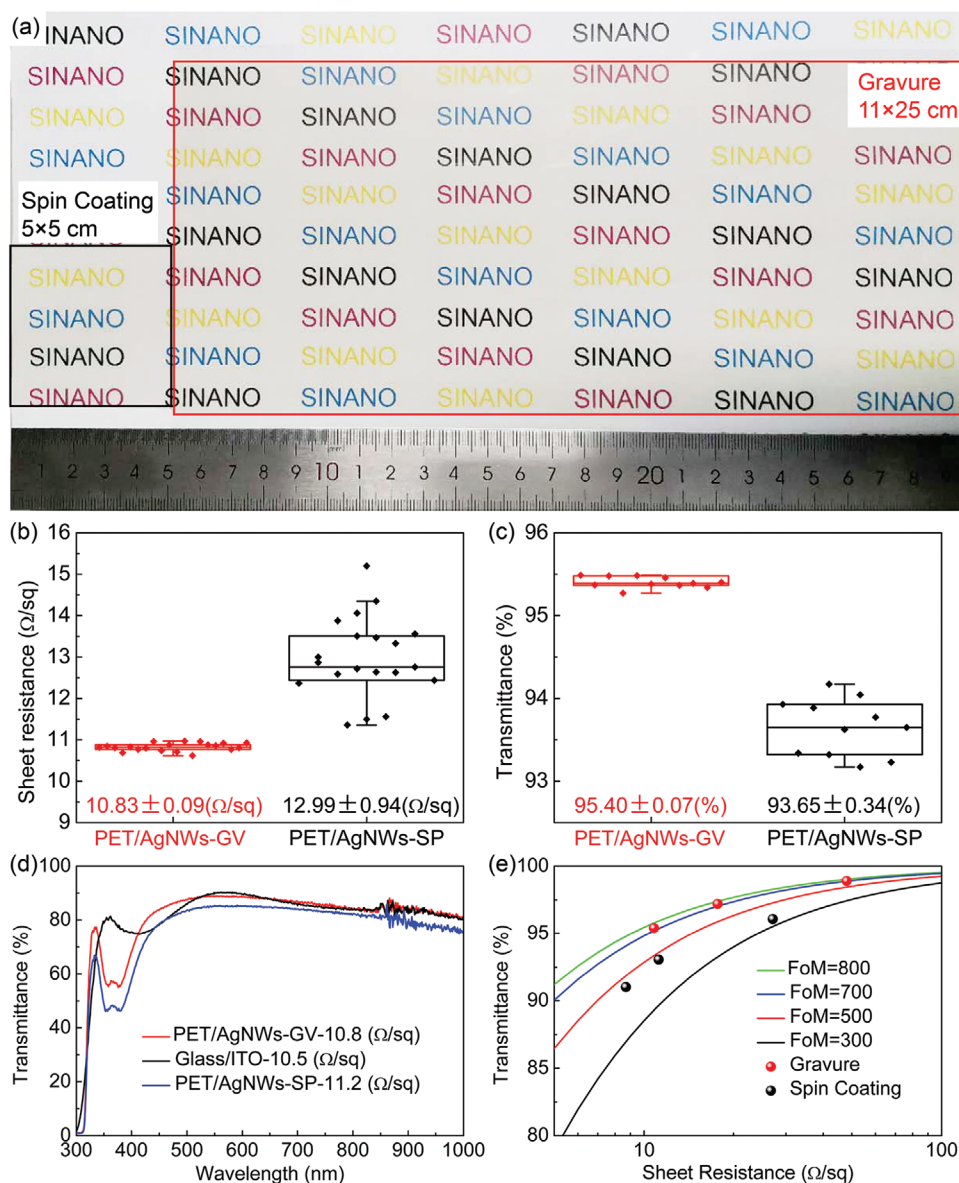 (a)
INANO SINANO SINANO SINANO SINANO SINANO SINANO
SINANO SINANO SINANO SINANO SINANO SINANO
Gravure
11×25 cm
SINANO SINANO SINANO SINANO SINANO SINANO
SINANO SINANO SINANO SINANO SINANO SINANO SINANO
Spin Coating
5×5 cm
SINANO SINANO SINANO SINANO SINANO SINANO
SINANO SINANO SINANO SINANO SINANO SINANO
SINANO SINANO SINANO SINANO SINANO SINANO SINANO
SINANO SINANO SINANO SINANO SINANO SINANO SINANO
SINANO SINANO SINANO SINANO SINANO SINANO SINANO
SINANO SINANO SINANO SINANO SINANO SINANO SINANO
1 2 3 4 5 6 7 8 9 10 1 2 3 4 5 6 7 8 9 20 1 2 3 4 5 6 7 8
(b)
Sheet resistance (Ω/sq)
16
15
14
13
12
11
10
9
10.83±0.09(Ω/sq) 12.99±0.94(Ω/sq)
PET/AgNWs-GV PET/AgNWs-SP
(c)
Transmittance (%)
96
95
94
93
95.40±0.07(%) 93.65±0.34(%)
PET/AgNWs-GV PET/AgNWs-SP
(d)
Transmittance (%)
100
80
60
40
20
0
PET/AgNWs-GV-10.8 (Ω/sq)
Glass/ITO-10.5 (Ω/sq)
PET/AgNWs-SP-11.2 (Ω/sq)
300 400 500 600 700 800 900 1000
Wavelength (nm)
(e)
Transmittance (%)
100
95
90
85
80
FoM=800
FoM=700
FoM=500
FoM=300
Gravure
Spin Coating
10 100
Sheet Resistance (Ω/sq)